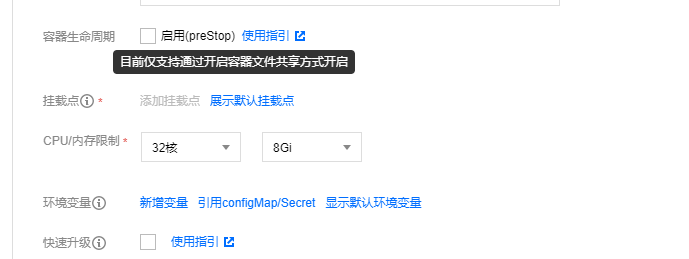 容器生命周期 启用(preStop) 使用指引
目前仅支持通过开启容器文件共享方式开启
挂载点 * 添加挂载点 展示默认挂载点
CPU/内存限制 * 32核 8Gi
环境变量 新增变量 引用configMap/Secret 显示默认环境变量
快速升级 使用指引